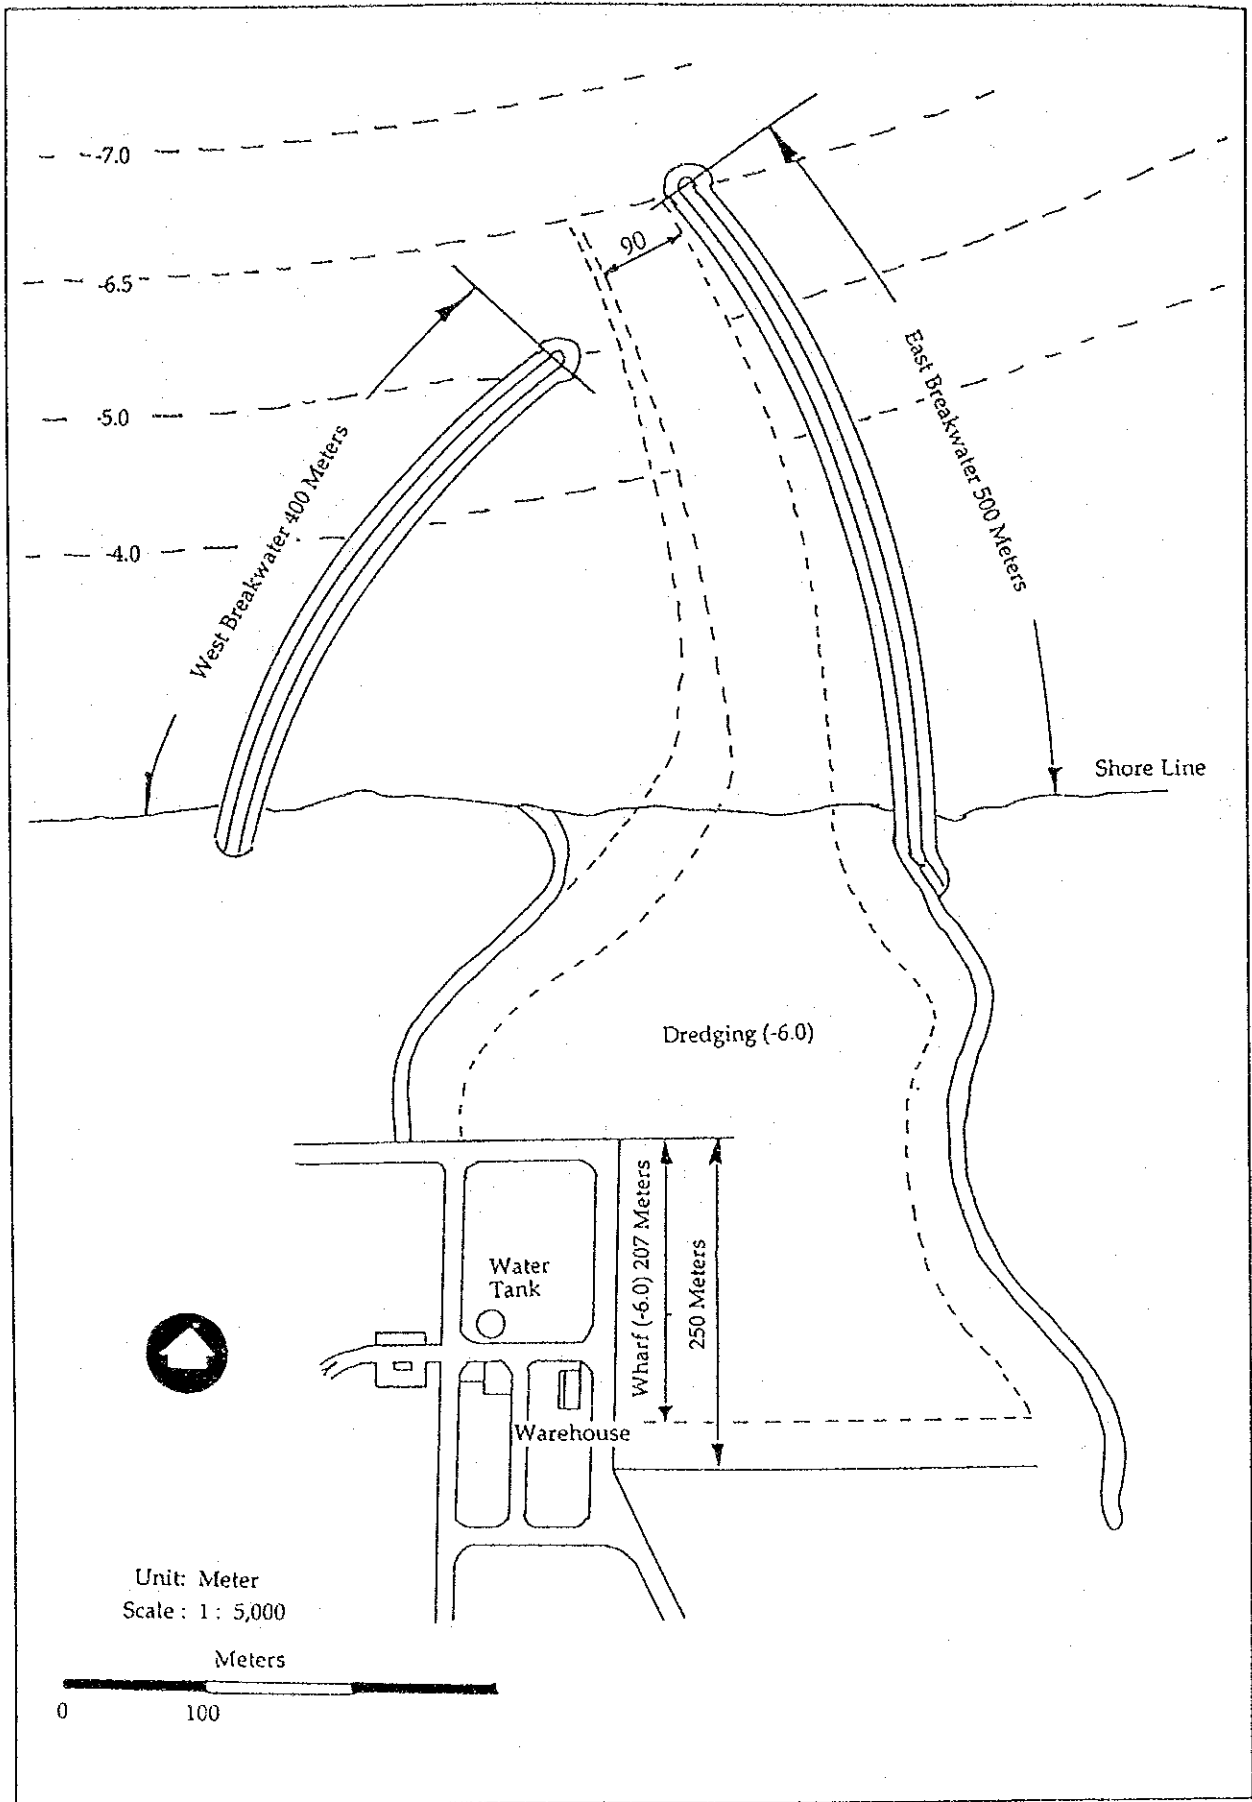 -7.0
90
-6.5
East Breakwater 500 Meters
-5.0
West Breakwater 400 Meters
-4.0
Shore Line
Dredging (-6.0)
Wharf (-6.0) 207 Meters
250 Meters
Water
Tank
Warehouse
Unit: Meter
Scale : 1 : 5,000
Meters
0 100